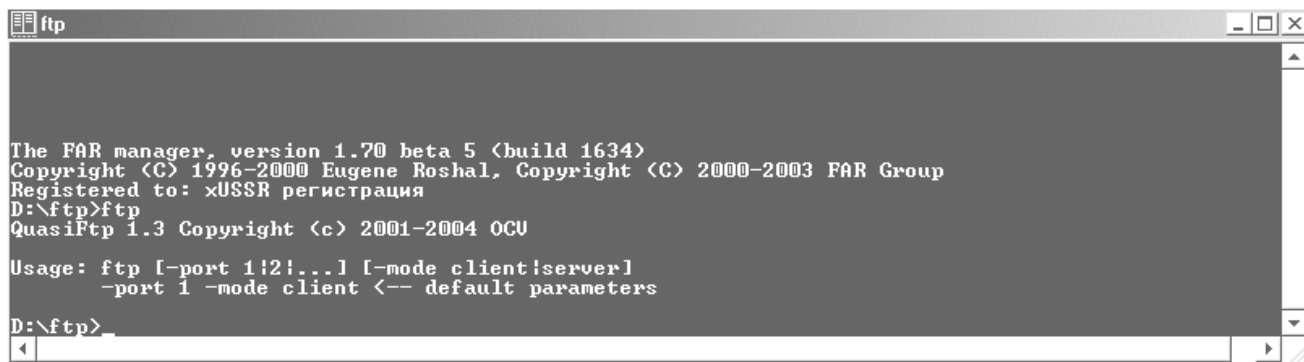 ftp
The FAR manager, version 1.70 beta 5 (build 1634)
Copyright (C) 1996-2000 Eugene Roshal, Copyright (C) 2000-2003 FAR Group
Registered to: xUSSR регистрация
D:\ftp>ftp
QuasiFtp 1.3 Copyright (c) 2001-2004 OCV
Usage: ftp [-port 1|2|...] [-mode client|server]
-port 1 -mode client <-- default parameters
D:\ftp>_